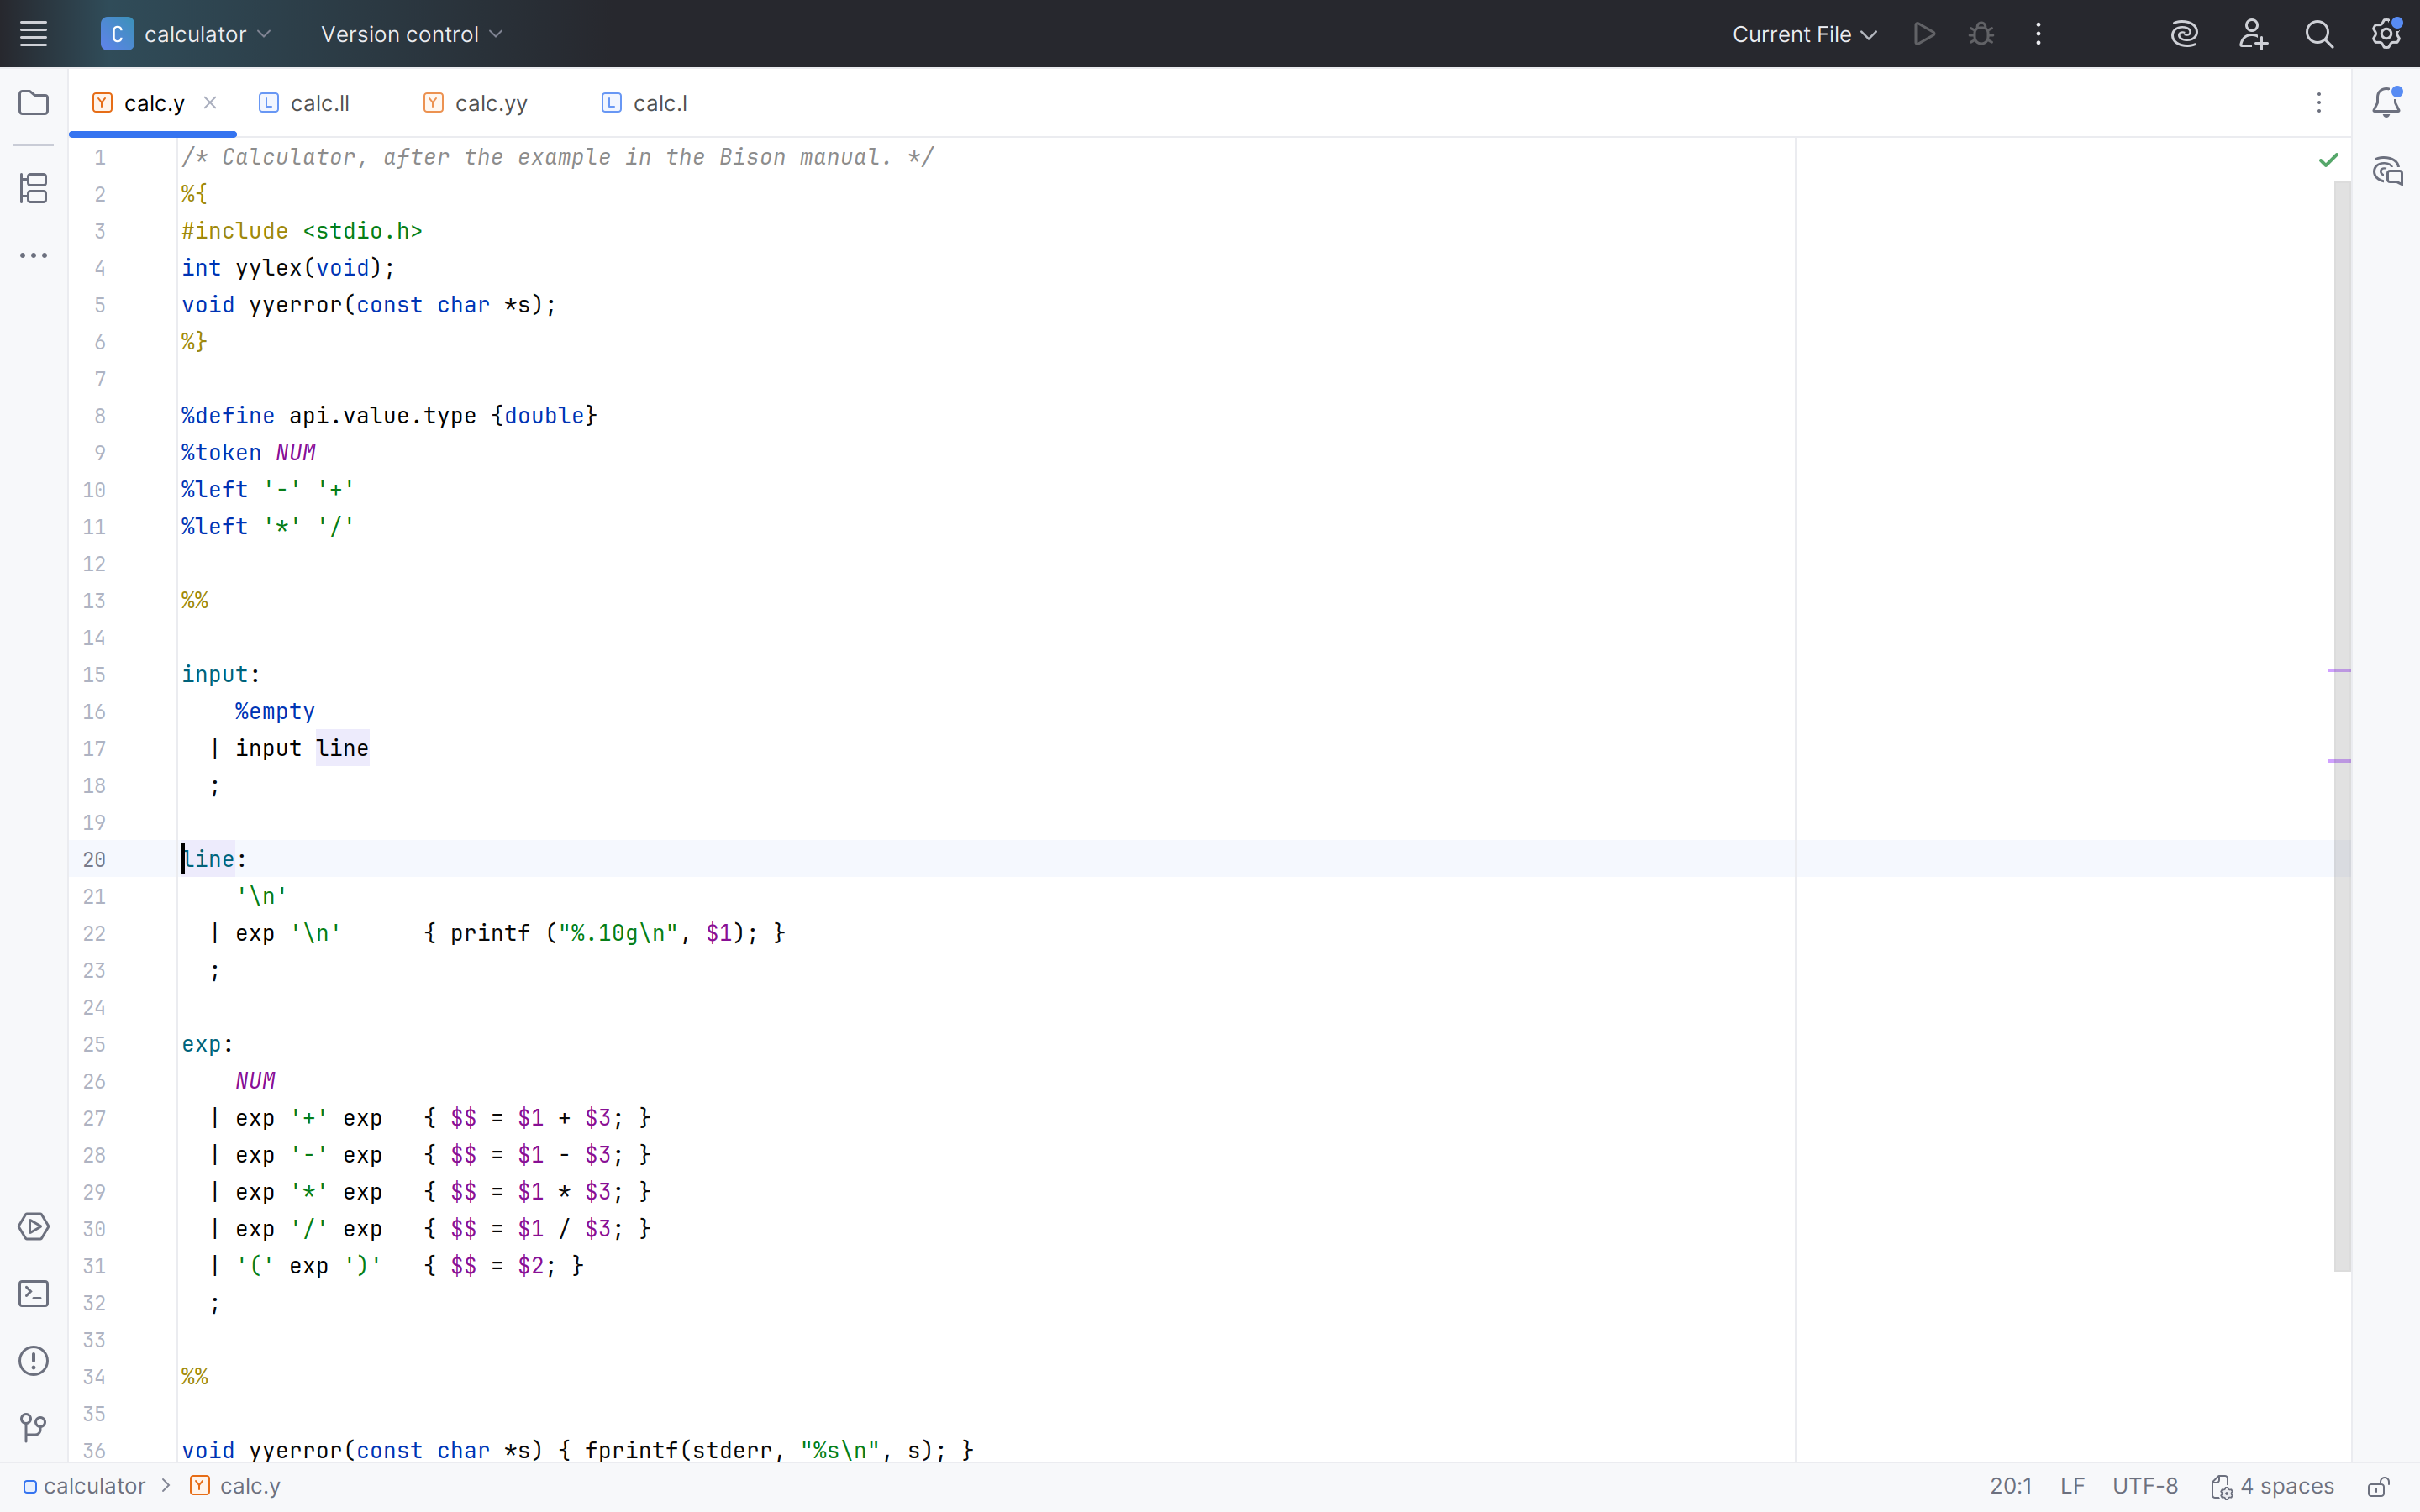 C calculator Version control Current File
calc.y calc.ll calc.yy calc.l
1 /* Calculator, after the example in the Bison manual. */
2 %{
3 #include <stdio.h>
4 int yylex(void);
5 void yyerror(const char *s);
6 %}
7
8 %define api.value.type {double}
9 %token NUM
10 %left '-' '+'
11 %left '*' '/'
12
13 %%
14
15 input:
16     %empty
17   | input line
18   ;
19
20 line:
21     '\n'
22   | exp '\n'      { printf ("%.10g\n", $1); }
23   ;
24
25 exp:
26     NUM
27   | exp '+' exp   { $$ = $1 + $3; }
28   | exp '-' exp   { $$ = $1 - $3; }
29   | exp '*' exp   { $$ = $1 * $3; }
30   | exp '/' exp   { $$ = $1 / $3; }
31   | '(' exp ')'   { $$ = $2; }
32   ;
33
34 %%
35
36 void yyerror(const char *s) { fprintf(stderr, "%s\n", s); }
calculator > Y calc.y 20:1 LF UTF-8 4 spaces